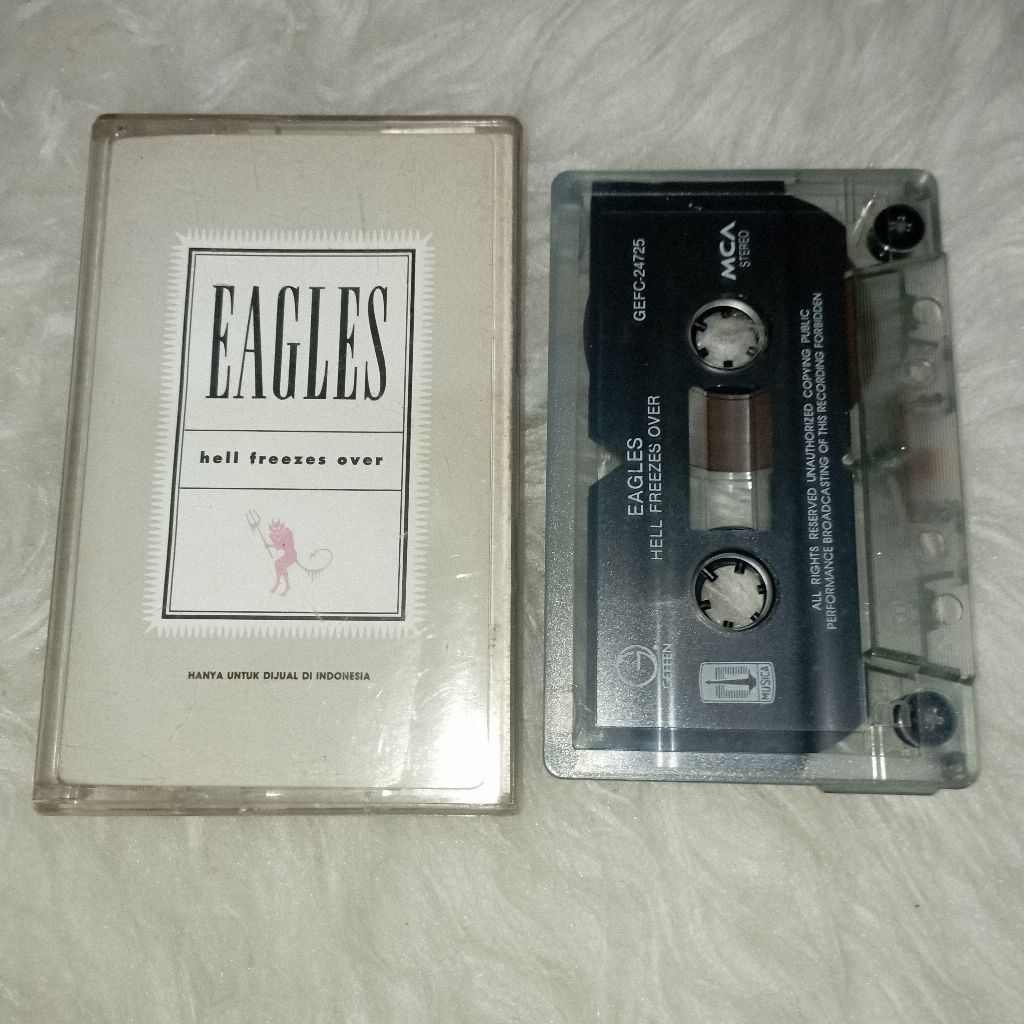 EAGLES
hell freezes over
HANYA UNTUK DIJUAL DI INDONESIA
EAGLES
HELL FREEZES OVER
GEFC-24725
MCA
STEREO
GEFFEN
MUSICA
ALL RIGHTS RESERVED UNAUTHORIZED COPYING PUBLIC
PERFORMANCE BROADCASTING OF THIS RECORDING FORBIDDEN